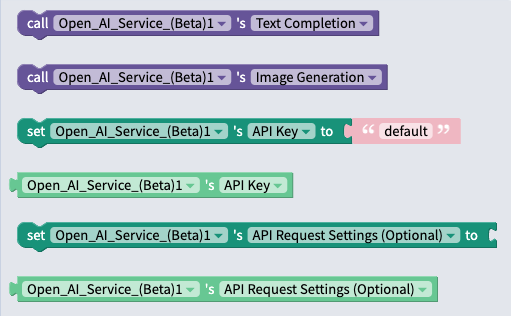 call Open_AI_Service_(Beta)1 's Text Completion
call Open_AI_Service_(Beta)1 's Image Generation
set Open_AI_Service_(Beta)1 's API Key to “ default ”
Open_AI_Service_(Beta)1 's API Key
set Open_AI_Service_(Beta)1 's API Request Settings (Optional) to
Open_AI_Service_(Beta)1 's API Request Settings (Optional)